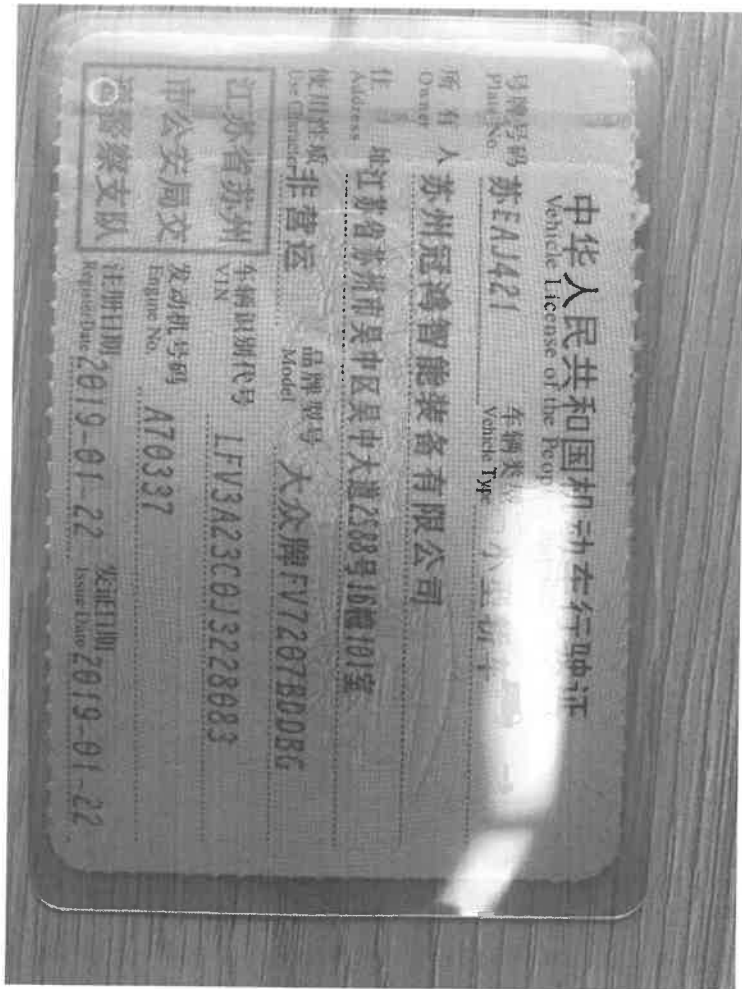 中华人民共和国机动车行驶证
Vehicle License of the Peop
号牌号码 苏EAJ421 车辆类
Plate No. Vehicle Type
所有人 苏州冠鸿智能装备有限公司
Owner
住址 江苏省苏州市吴中区吴中大道2588号16幢101室
Address
使用性质 非营运 品牌型号 大众牌FV7207BDDBG
Use Character Model
江苏省苏州
市公安局交
警察支队
车辆识别代号 LFV3A23C0J3228083
VIN
发动机号码 A70337
Engine No.
注册日期 2019-01-22 发证日期 2019-01-22
Register Date Issue Date